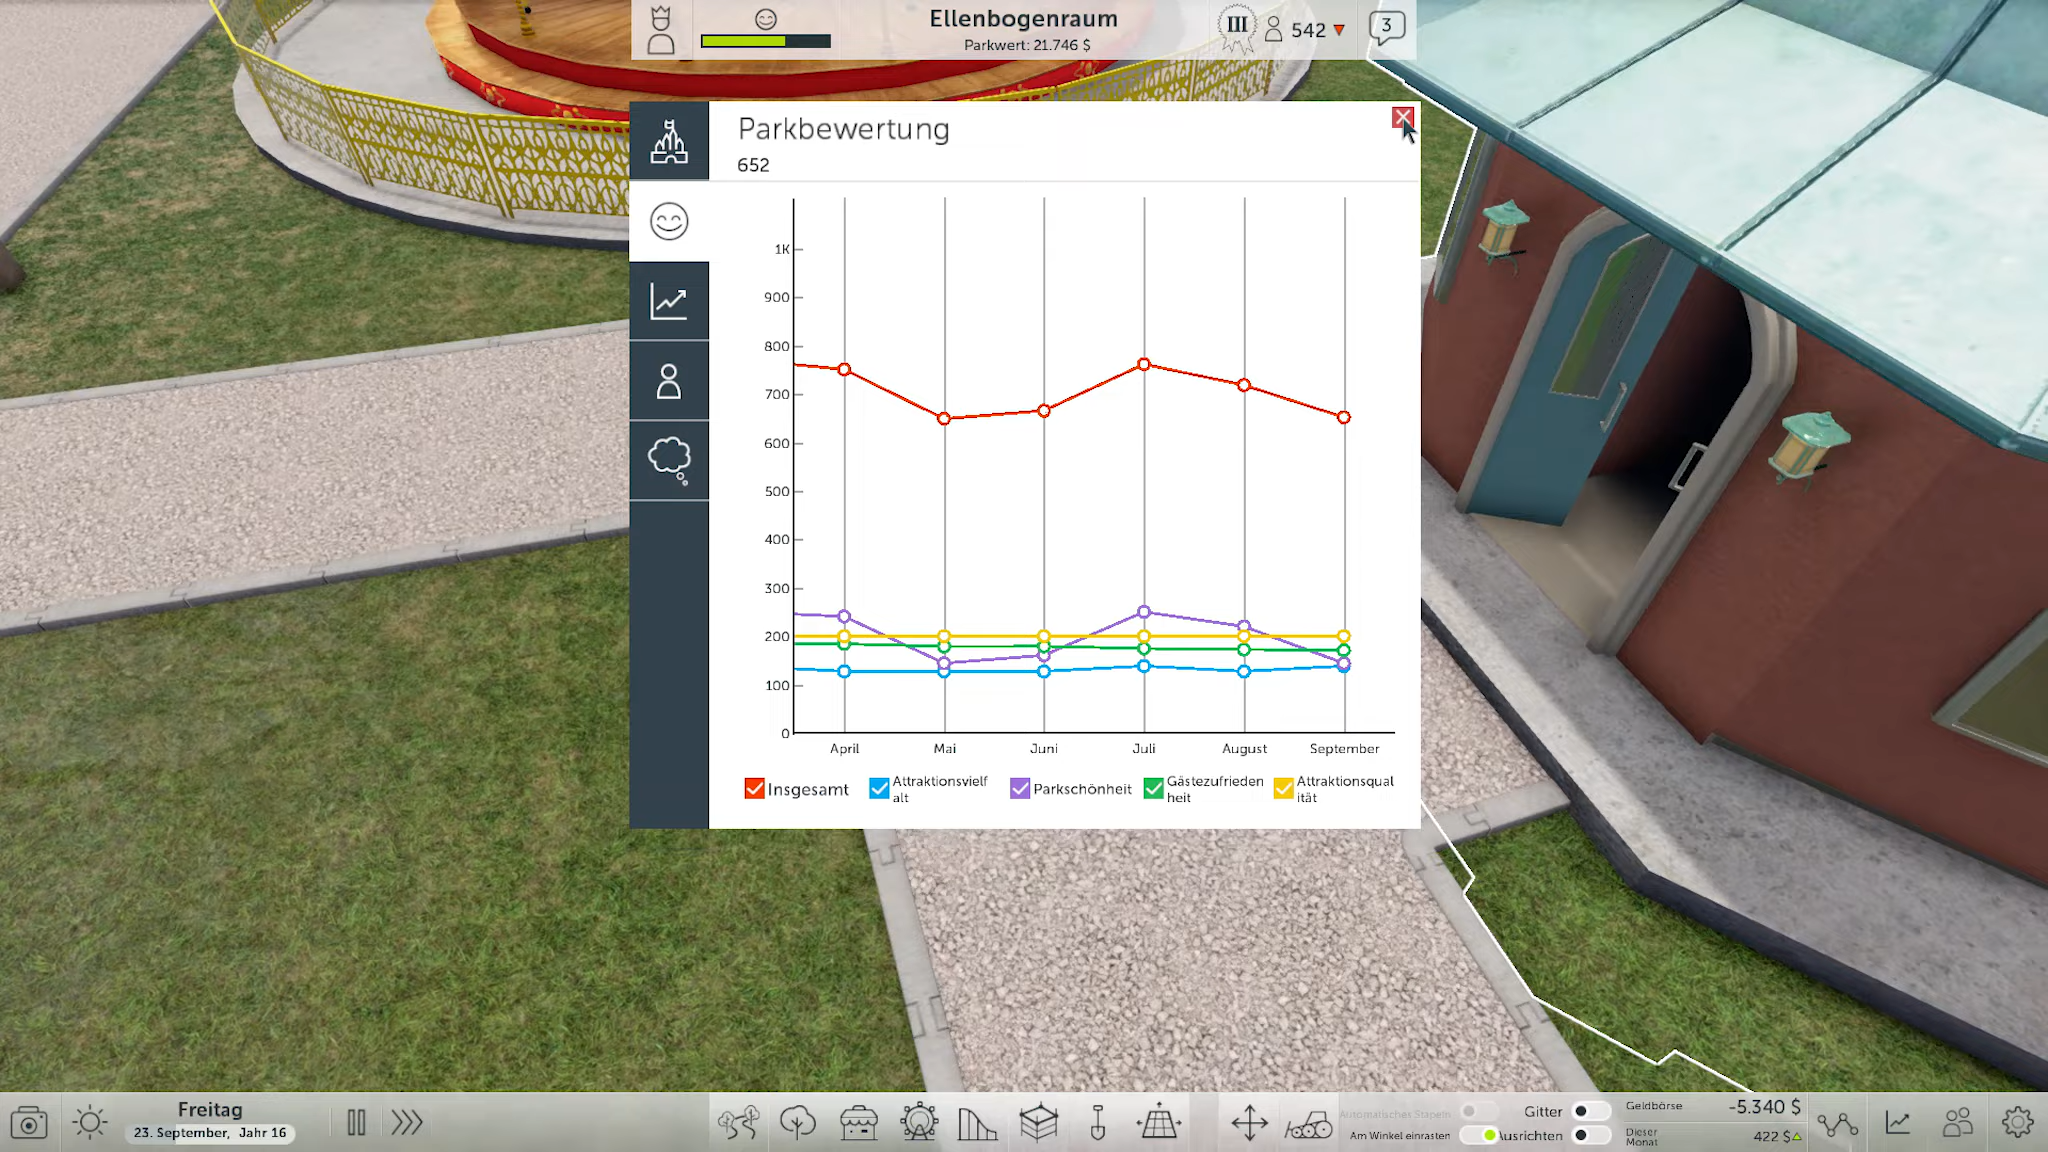 Ellenbogenraum
Parkwert: 21.746 $
III
542
3
Parkbewertung
652
1K
900
800
700
600
500
400
300
200
100
0
April Mai Juni Juli August September
Insgesamt
Attraktionsvielf
alt
Parkschönheit
Gästezufrieden
heit
Attraktionsqual
ität
Freitag
23. September, Jahr 16
Automatisches Stapeln
Gitter
Am Winkel einrasten
Ausrichten
Geldbörse
-5.340 $
Dieser
Monat
422 $